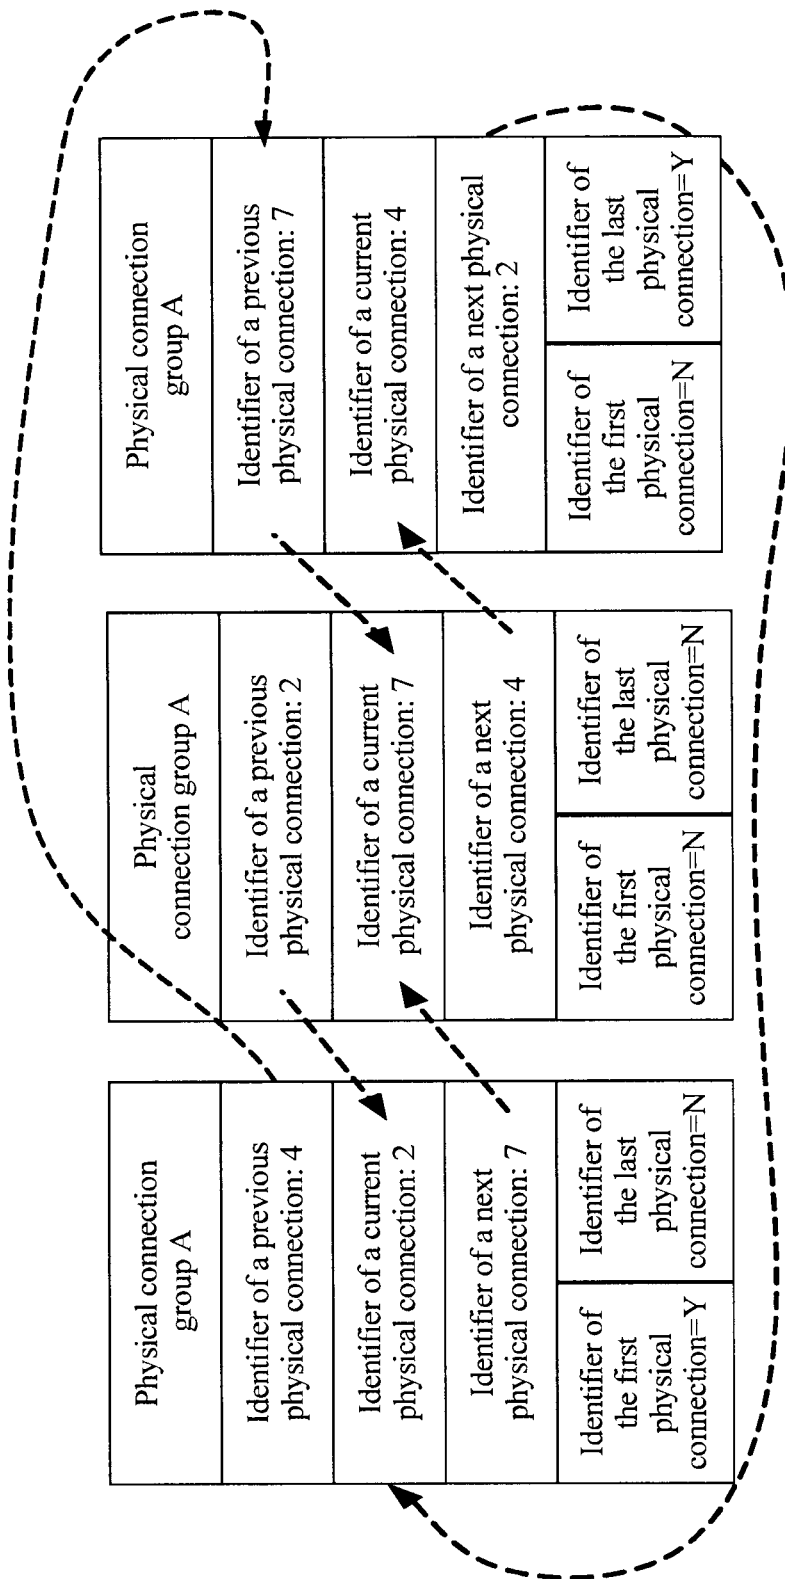 Physical connection
group A
Identifier of a previous
physical connection: 4
Identifier of a current
physical connection: 2
Identifier of a next
physical connection: 7
Identifier of
the first
physical
connection=Y
Identifier of
the last
physical
connection=N
Physical
connection group A
Identifier of a previous
physical connection: 2
Identifier of a current
physical connection: 7
Identifier of a next
physical connection: 4
Identifier of
the first
physical
connection=N
Identifier of
the last
physical
connection=N
Physical connection
group A
Identifier of a previous
physical connection: 7
Identifier of a current
physical connection: 4
Identifier of a next physical
connection: 2
Identifier of
the first
physical
connection=N
Identifier of
the last
physical
connection=Y